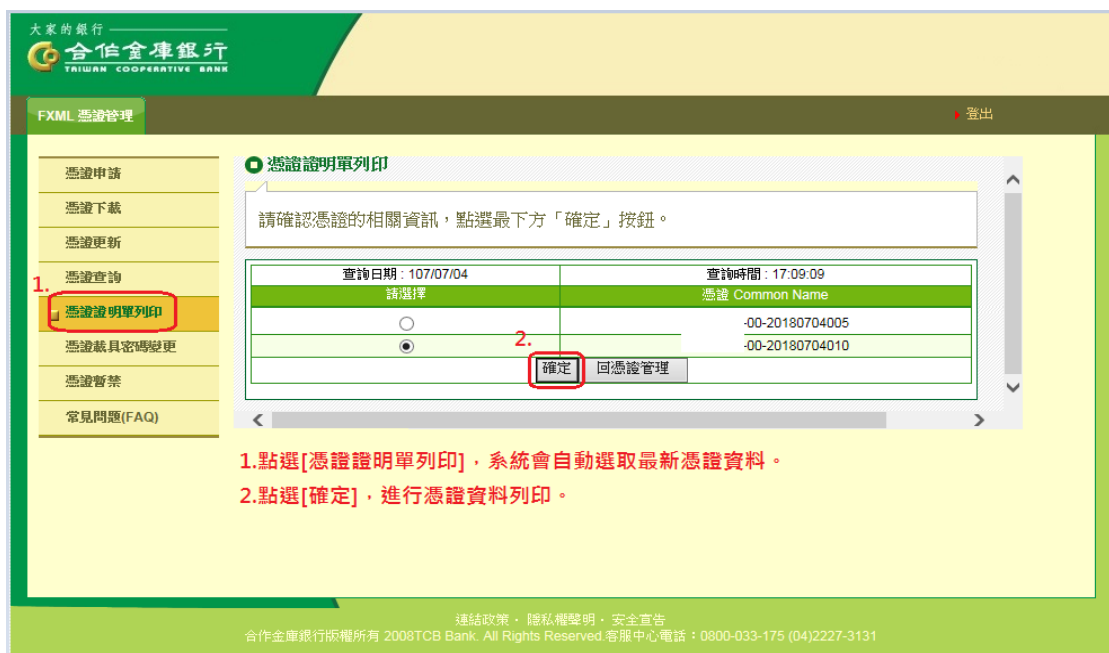 大家的銀行
合作金庫銀行
TAIWAN COOPERATIVE BANK
FXML 憑證管理
登出
憑證申請
憑證下載
憑證更新
憑證查詢
1.
憑證證明單列印
憑證載具密碼變更
憑證暫禁
常見問題(FAQ)
憑證證明單列印
請確認憑證的相關資訊，點選最下方「確定」按鈕。
查詢日期 : 107/07/04 查詢時間 : 17:09:09
請選擇 憑證 Common Name
-00-20180704005
-00-20180704010
2.
確定 回憑證管理
1.點選[憑證證明單列印]，系統會自動選取最新憑證資料。
2.點選[確定]，進行憑證資料列印。
連結政策‧ 隱私權聲明‧ 安全宣告
合作金庫銀行版權所有 2008TCB Bank. All Rights Reserved.客服中心電話：0800-033-175 (04)2227-3131